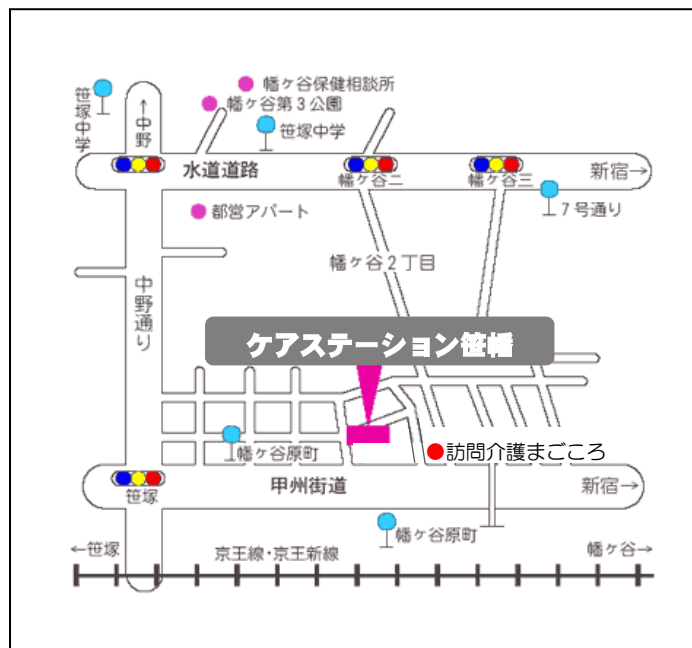 幡ヶ谷保健相談所
幡ヶ谷第3公園
笹塚中学
笹塚中学
↑中野
水道道路
幡ヶ谷二
幡ヶ谷三
新宿→
7号通り
都営アパート
幡ヶ谷2丁目
中野通り
ケアステーション笹幡
幡ヶ谷原町
訪問介護まごころ
笹塚
甲州街道
新宿→
幡ヶ谷原町
←笹塚
京王線・京王新線
幡ヶ谷→